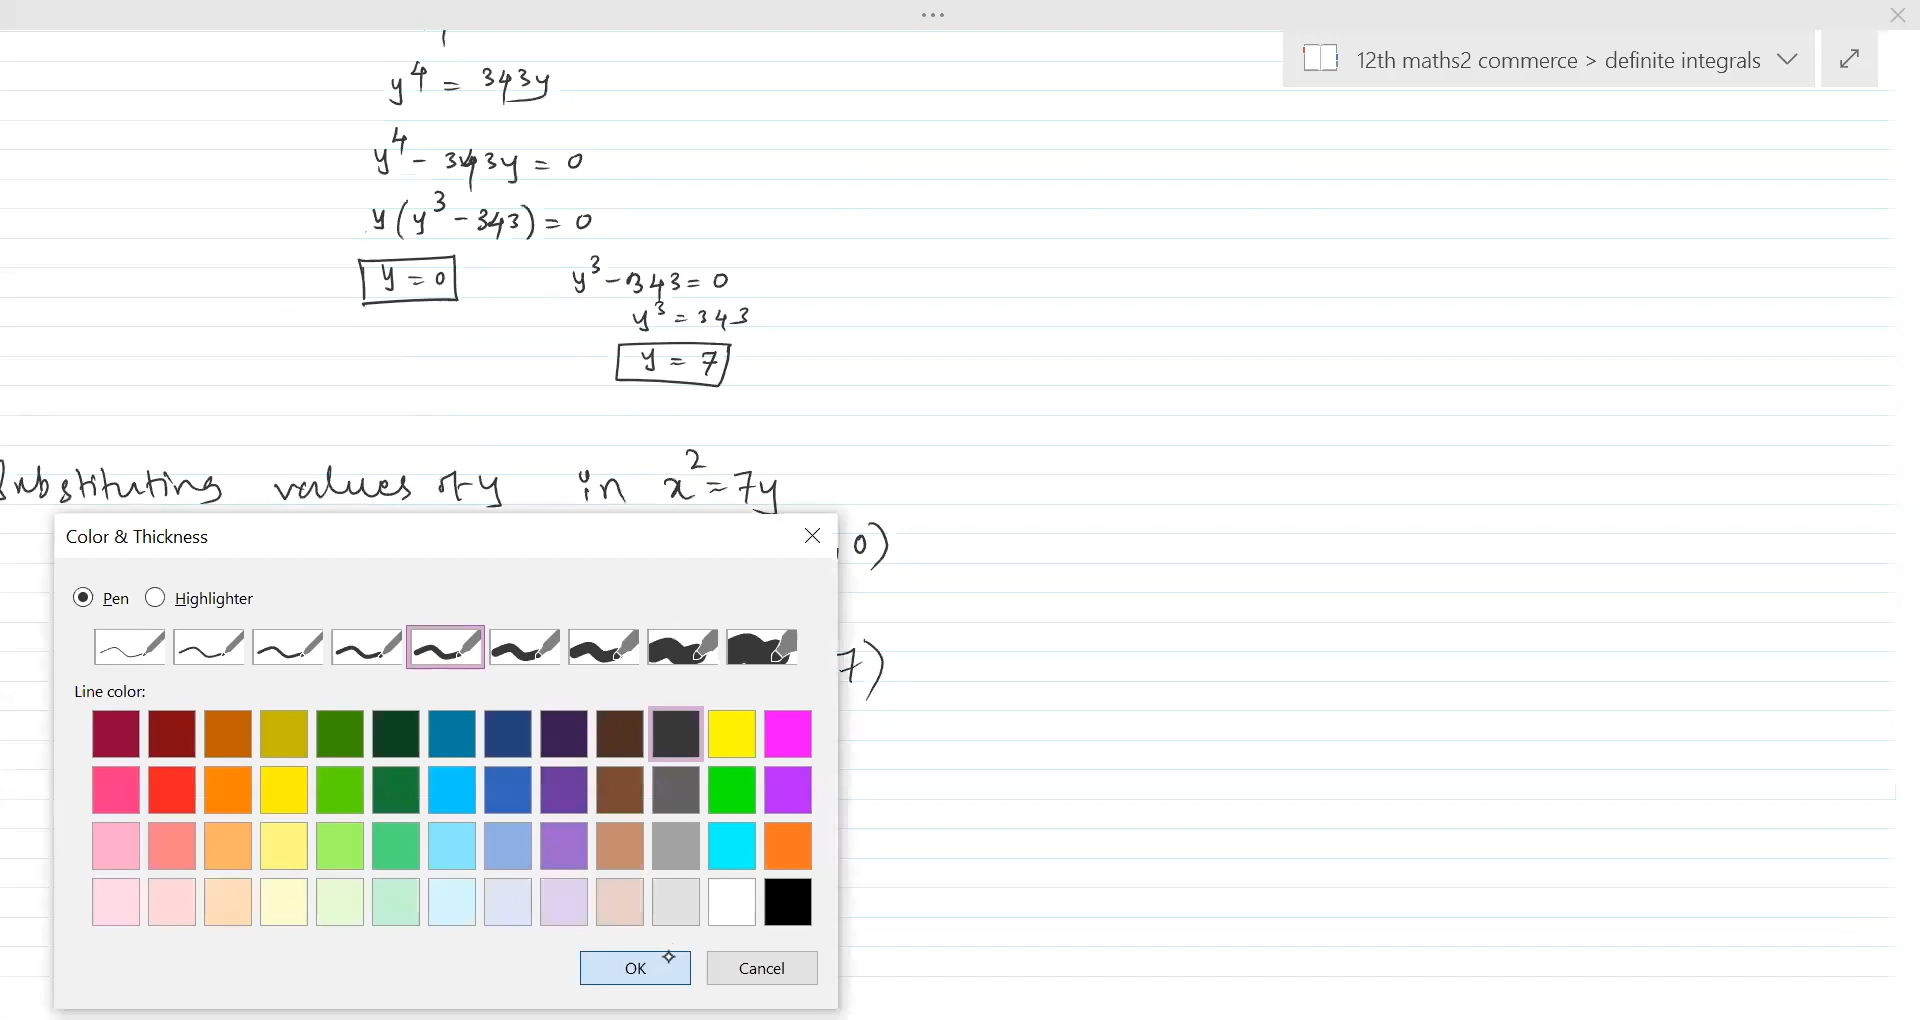 12th maths2 commerce > definite integrals
y⁴ = 343y
y⁴ - 343y = 0
y(y³ - 343) = 0
y = 0
y³ - 343 = 0
y³ = 343
y = 7
Substituting values of y in x² = 7y
, 0)
7)
Color & Thickness
Pen Highlighter
Line color:
OK Cancel